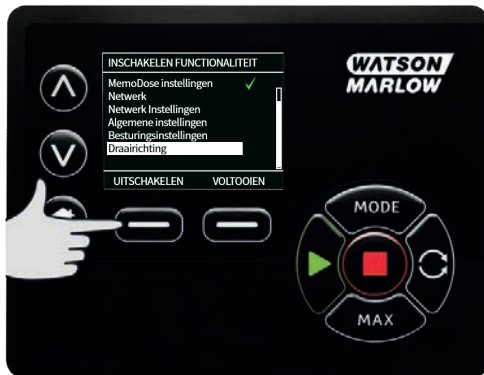 INSCHAKELEN FUNCTIONALITEIT
WATSON
MARLOW
MemoDose instellingen
Netwerk
Netwerk Instellingen
Algemene instellingen
Besturingsinstellingen
Draairichting
UITSCHAKELEN VOLTOOIEN
MODE
MAX